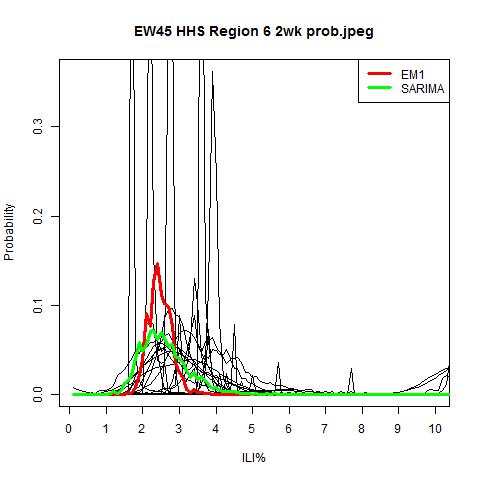 EW45 HHS Region 6 2wk prob.jpeg
EM1
SARIMA
Probability
0.3
0.2
0.1
0.0
0 1 2 3 4 5 6 7 8 9 10
ILI%